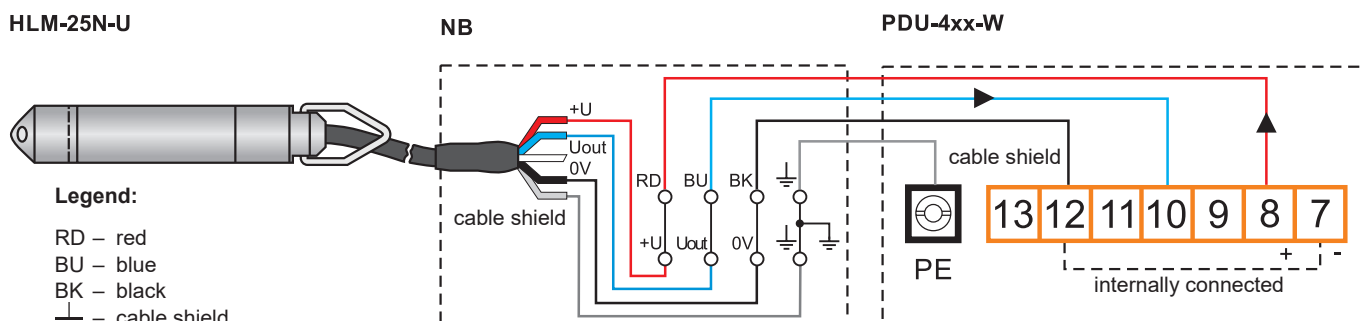 HLM-25N-U
NB
PDU-4xx-W
+U
Uout
0V
cable shield
RD BU BK
+U Uout 0V
cable shield
PE
13 12 11 10 9 8 7
+ -
internally connected
Legend:
RD – red
BU – blue
BK – black
– cable shield